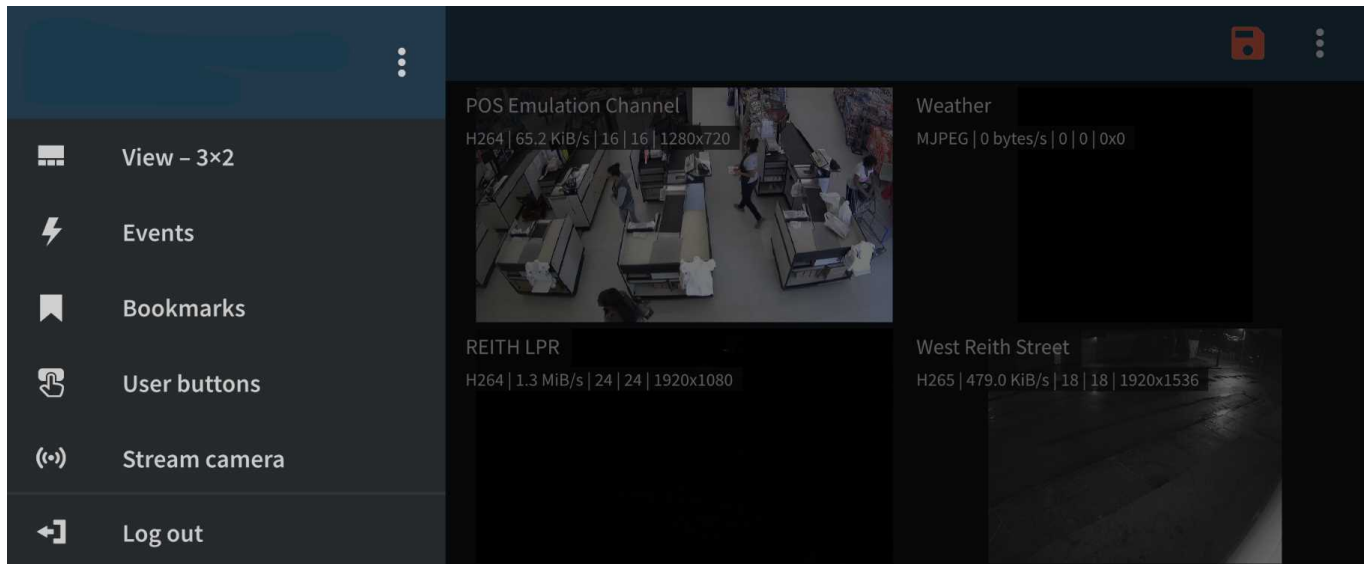 View – 3×2
Events
Bookmarks
User buttons
Stream camera
Log out
POS Emulation Channel
H264 | 65.2 KiB/s | 16 | 16 | 1280x720
Weather
MJPEG | 0 bytes/s | 0 | 0 | 0x0
REITH LPR
H264 | 1.3 MiB/s | 24 | 24 | 1920x1080
West Reith Street
H265 | 479.0 KiB/s | 18 | 18 | 1920x1536